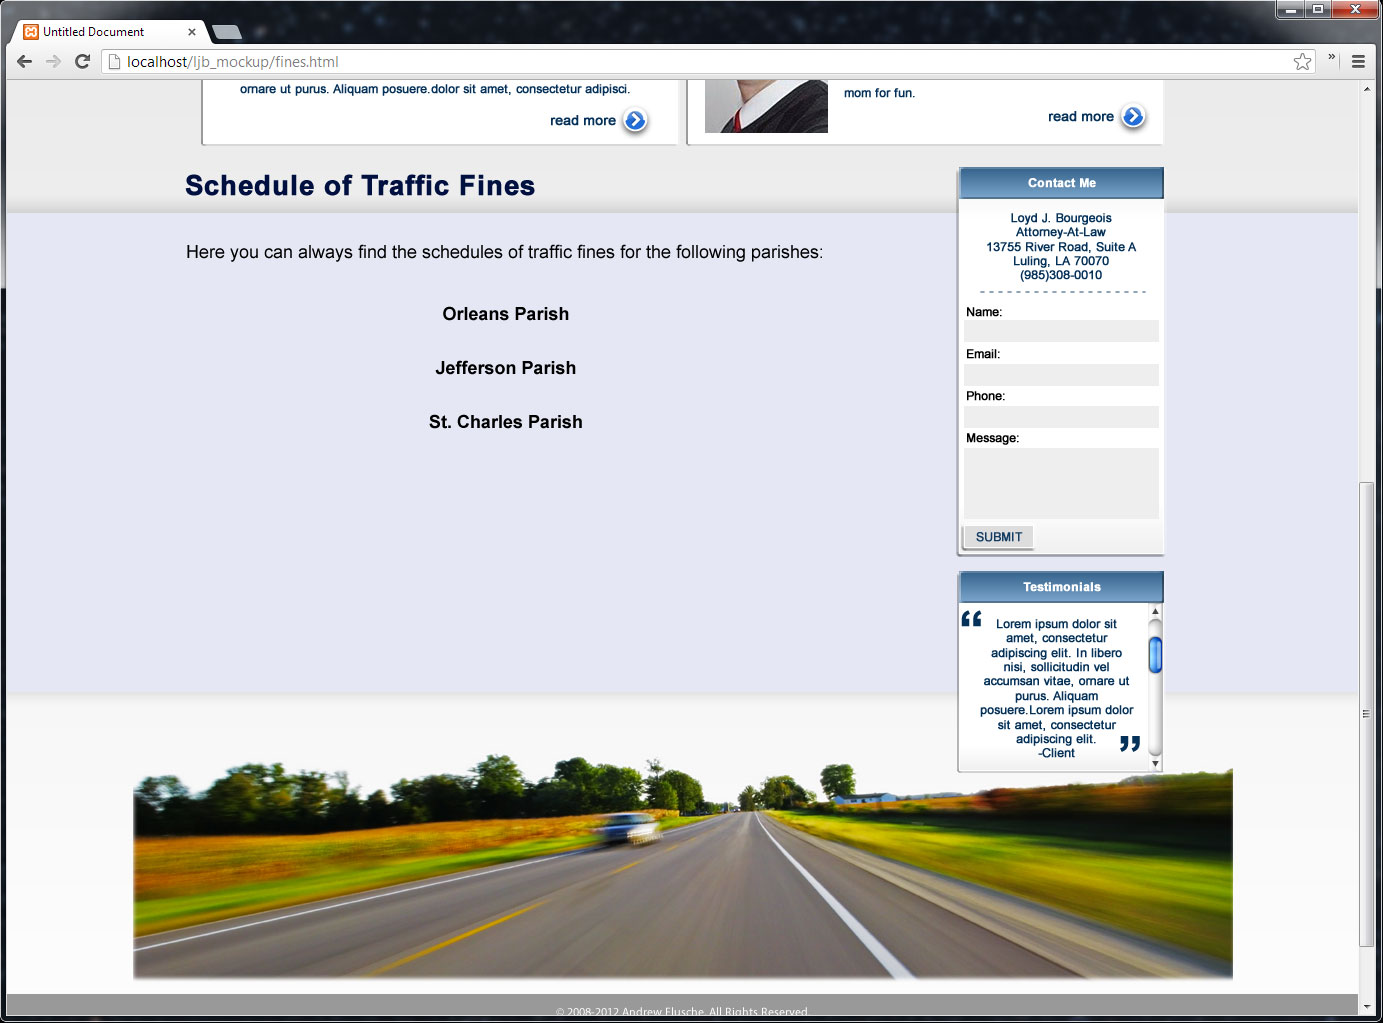 Untitled Document
localhost/ljb_mockup/fines.html
ornare ut purus. Aliquam posuere.dolor sit amet, consectetur adipisci.
read more
mom for fun.
read more
Schedule of Traffic Fines
Here you can always find the schedules of traffic fines for the following parishes:
Orleans Parish
Jefferson Parish
St. Charles Parish
Contact Me
Loyd J. Bourgeois
Attorney-At-Law
13755 River Road, Suite A
Luling, LA 70070
(985)308-0010
Name:
Email:
Phone:
Message:
SUBMIT
Testimonials
“ Lorem ipsum dolor sit
amet, consectetur
adipiscing elit. In libero
nisi, sollicitudin vel
accumsan vitae, ornare ut
purus. Aliquam
posuere.Lorem ipsum dolor
sit amet, consectetur
adipiscing elit. ”
-Client
© 2008-2012 Andrew Flusche. All Rights Reserved.